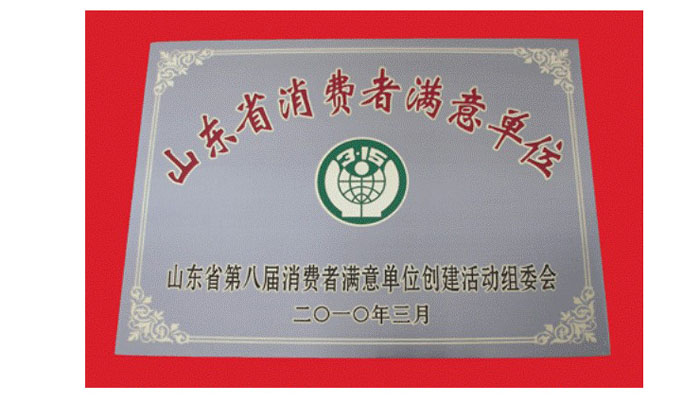 山东省消费者满意单位
3·15
山东省第八届消费者满意单位创建活动组委会
二〇一〇年三月